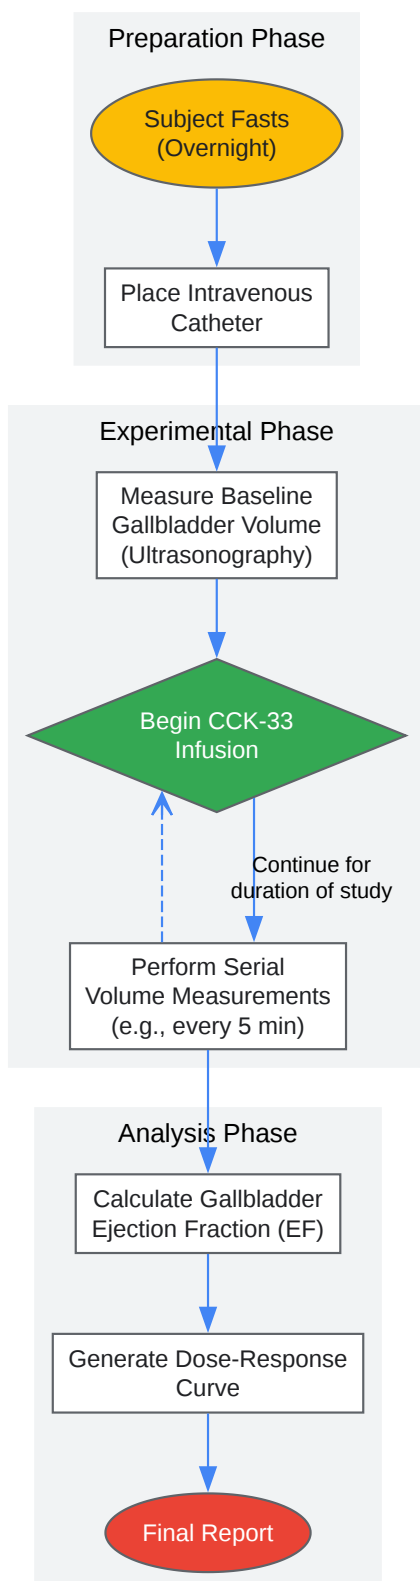 Preparation Phase
Subject Fasts
(Overnight)
Place Intravenous
Catheter
Experimental Phase
Measure Baseline
Gallbladder Volume
(Ultrasonography)
Begin CCK-33
Infusion
Continue for
duration of study
Perform Serial
Volume Measurements
(e.g., every 5 min)
Analysis Phase
Calculate Gallbladder
Ejection Fraction (EF)
Generate Dose-Response
Curve
Final Report